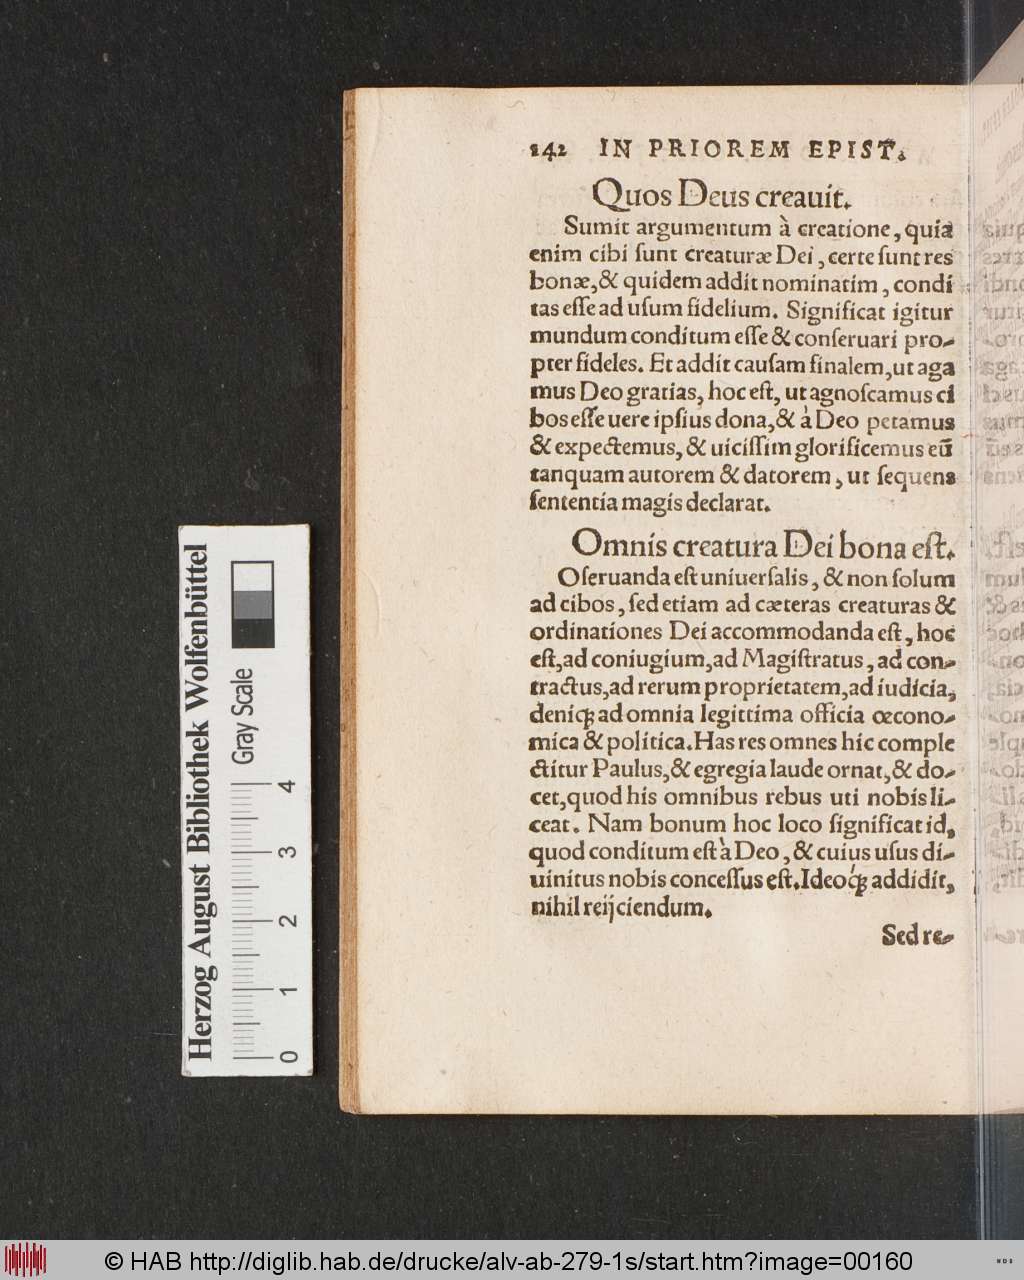 142 IN PRIOREM EPIST.
Quos Deus creauit.
Sumit argumentum à creatione, quia
enim cibi ſunt creaturæ Dei, certe ſunt res
bonæ, & quidem addit nominatim, condi
tas eſſe ad uſum fidelium. Significat igitur
mundum conditum eſſe & conſeruari pro-
pter fideles. Et addit cauſam finalem, ut aga
mus Deo gratias, hoc eſt, ut agnoſcamus ci
bos eſſe uere ipſius dona, & à Deo petamus
& expectemus, & uiciſſim glorificemus eũ
tanquam autorem & datorem, ut ſequens
ſententia magis declarat.
Omnis creatura Dei bona eſt.
Oſeruanda eſt uniuerſalis, & non ſolum
ad cibos, ſed etiam ad cæteras creaturas &
ordinationes Dei accommodanda eſt, hoc
eſt, ad coniugium, ad Magiſtratus, ad con-
tractus, ad rerum proprietatem, ad iudicia,
deniqꝫ ad omnia legittima officia œcono-
mica & politica. Has res omnes hic comple
ctitur Paulus, & egregia laude ornat, & do-
cet, quod his omnibus rebus uti nobis li-
ceat. Nam bonum hoc loco ſignificat id,
quod conditum eſt à Deo, & cuius uſus di-
uinitus nobis conceſſus eſt. Ideoqꝫ́ addidit,
nihil reijciendum.
Sed re-
Herzog August Bibliothek Wolfenbüttel
Gray Scale
0 1 2 3 4
© HAB http://diglib.hab.de/drucke/alv-ab-279-1s/start.htm?image=00160